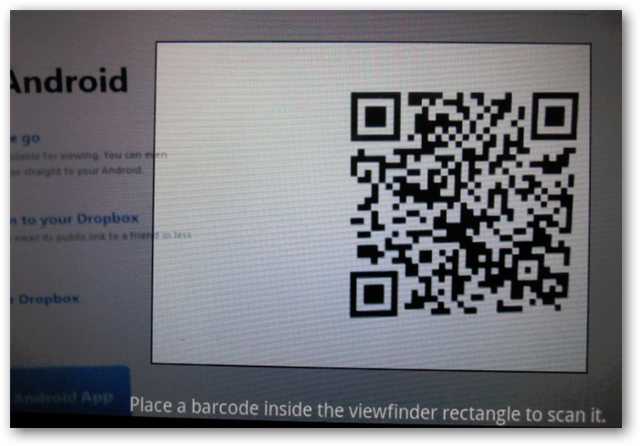 Android
e go
ilable for viewing. You can even
straight to your Android.
to your Dropbox
its public link to a friend in less
Dropbox
Android App
Place a barcode inside the viewfinder rectangle to scan it.